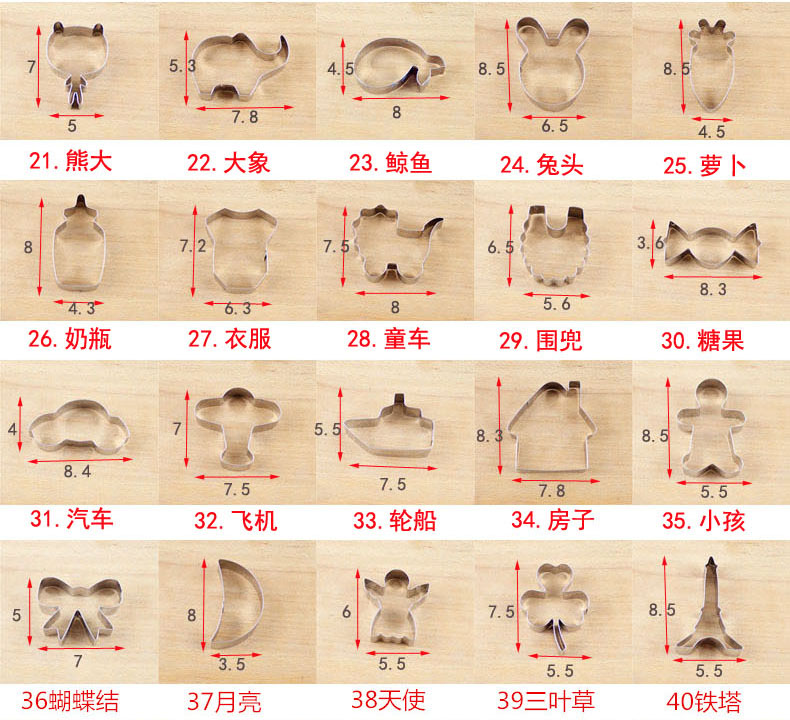 7
5
5.3
7.8
4.5
8
8.5
6.5
8.5
4.5
21.熊大
22.大象
23.鲸鱼
24.兔头
25.萝卜
8
4.3
7.2
6.3
7.5
8
6.5
5.6
3.6
8.3
26.奶瓶
27.衣服
28.童车
29.围兜
30.糖果
4
8.4
7
7.5
5.5
7.5
8.3
7.8
8.5
5.5
31.汽车
32.飞机
33.轮船
34.房子
35.小孩
5
7
8
3.5
6
5.5
7.5
5.5
8.5
5.5
36蝴蝶结
37月亮
38天使
39三叶草
40铁塔